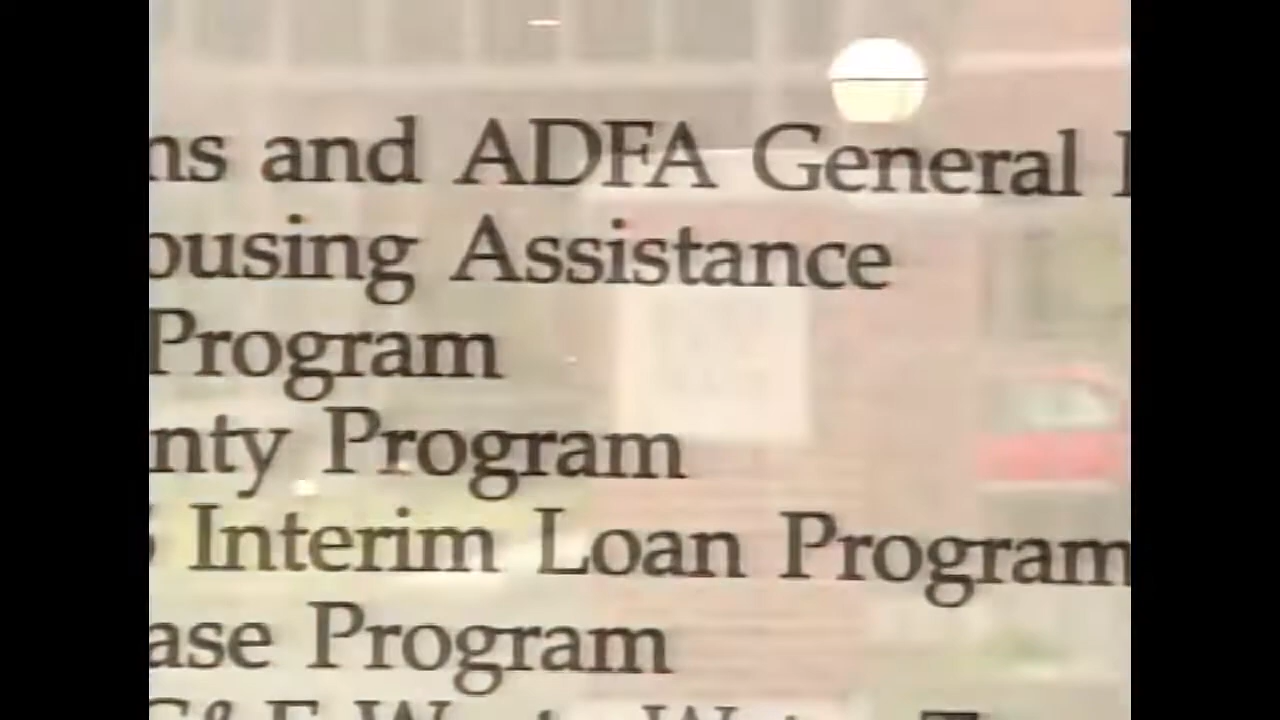 ns and ADFA General
ousing Assistance
Program
nty Program
Interim Loan Program
ase Program